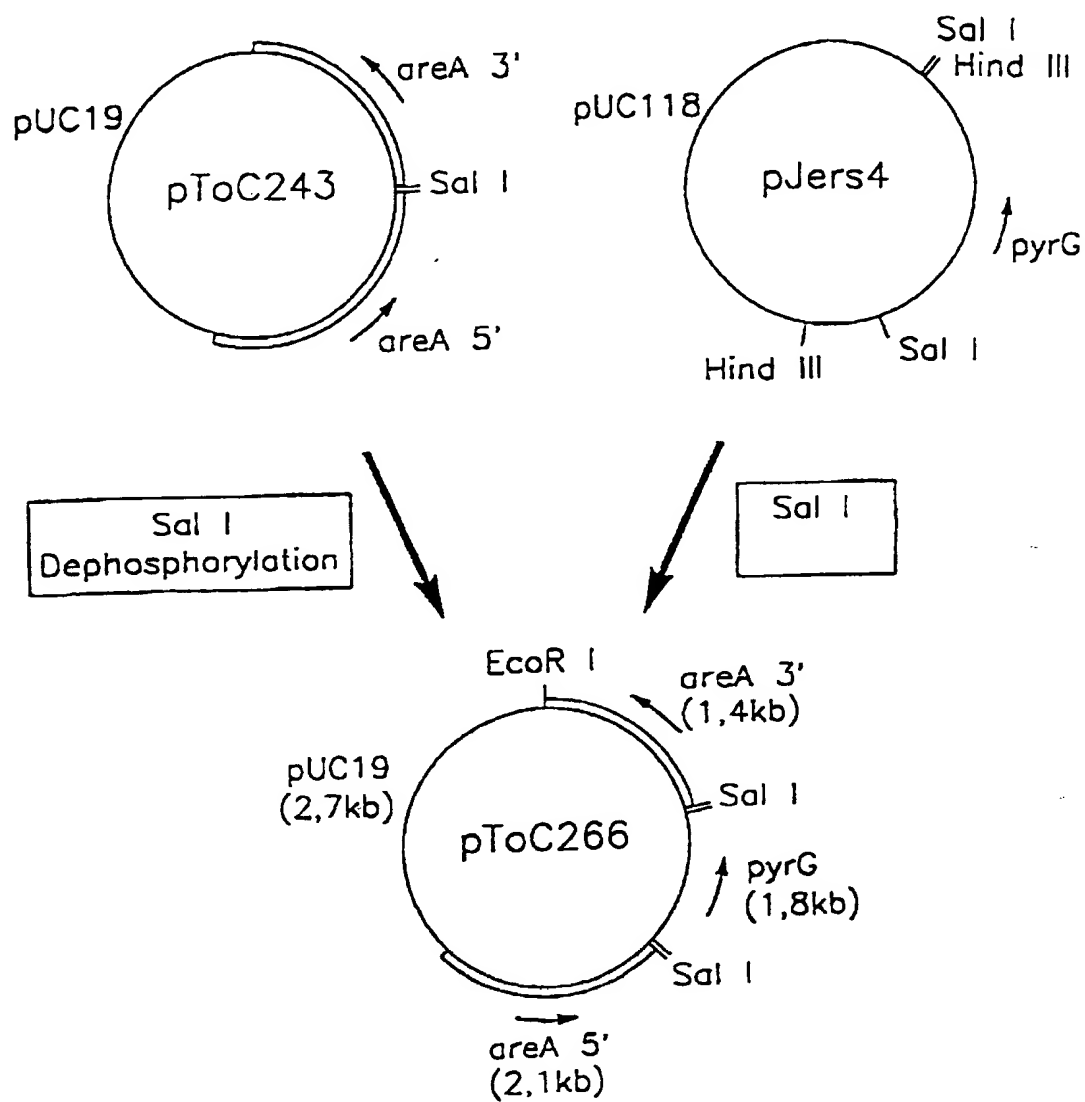 areA 3'
pUC19
pToC243
Sal I
areA 5'
Sal I
Hind III
pUC118
pJers4
pyrG
Sal I
Hind III
Sal I
Dephosphorylation
Sal I
EcoR I
areA 3'
(1,4kb)
pUC19
(2,7kb)
Sal I
pToC266
pyrG
(1,8kb)
Sal I
areA 5'
(2,1kb)